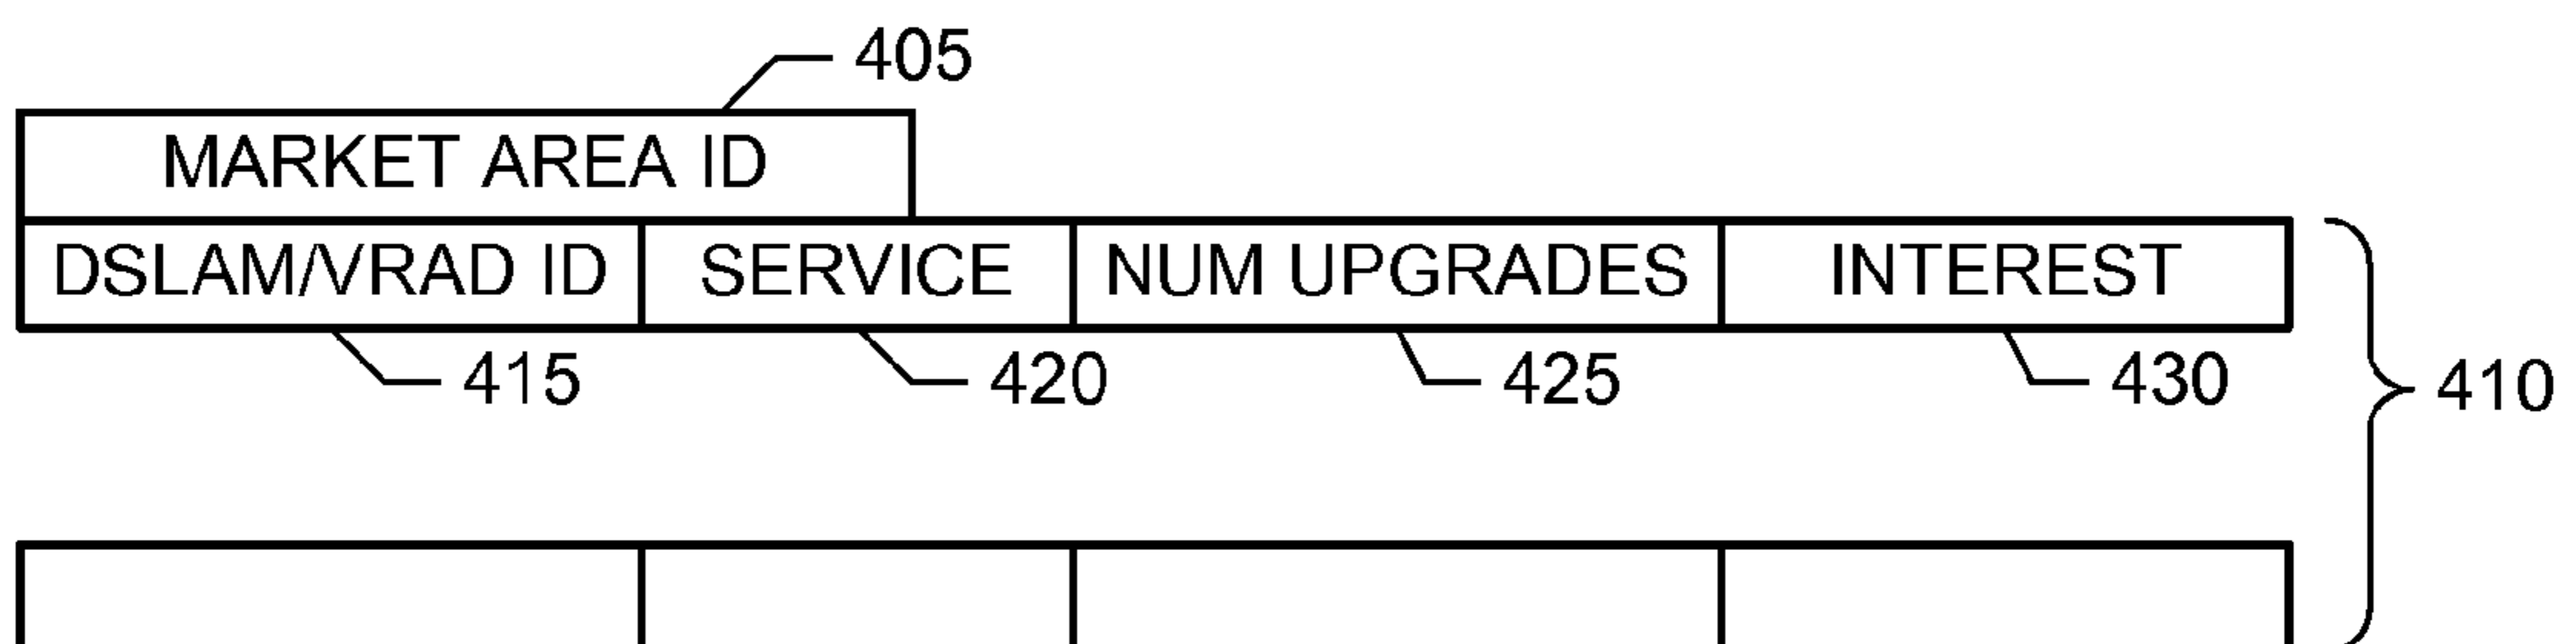 405
MARKET AREA ID
DSLAM/VRAD ID SERVICE NUM UPGRADES INTEREST
415 420 425 430 410